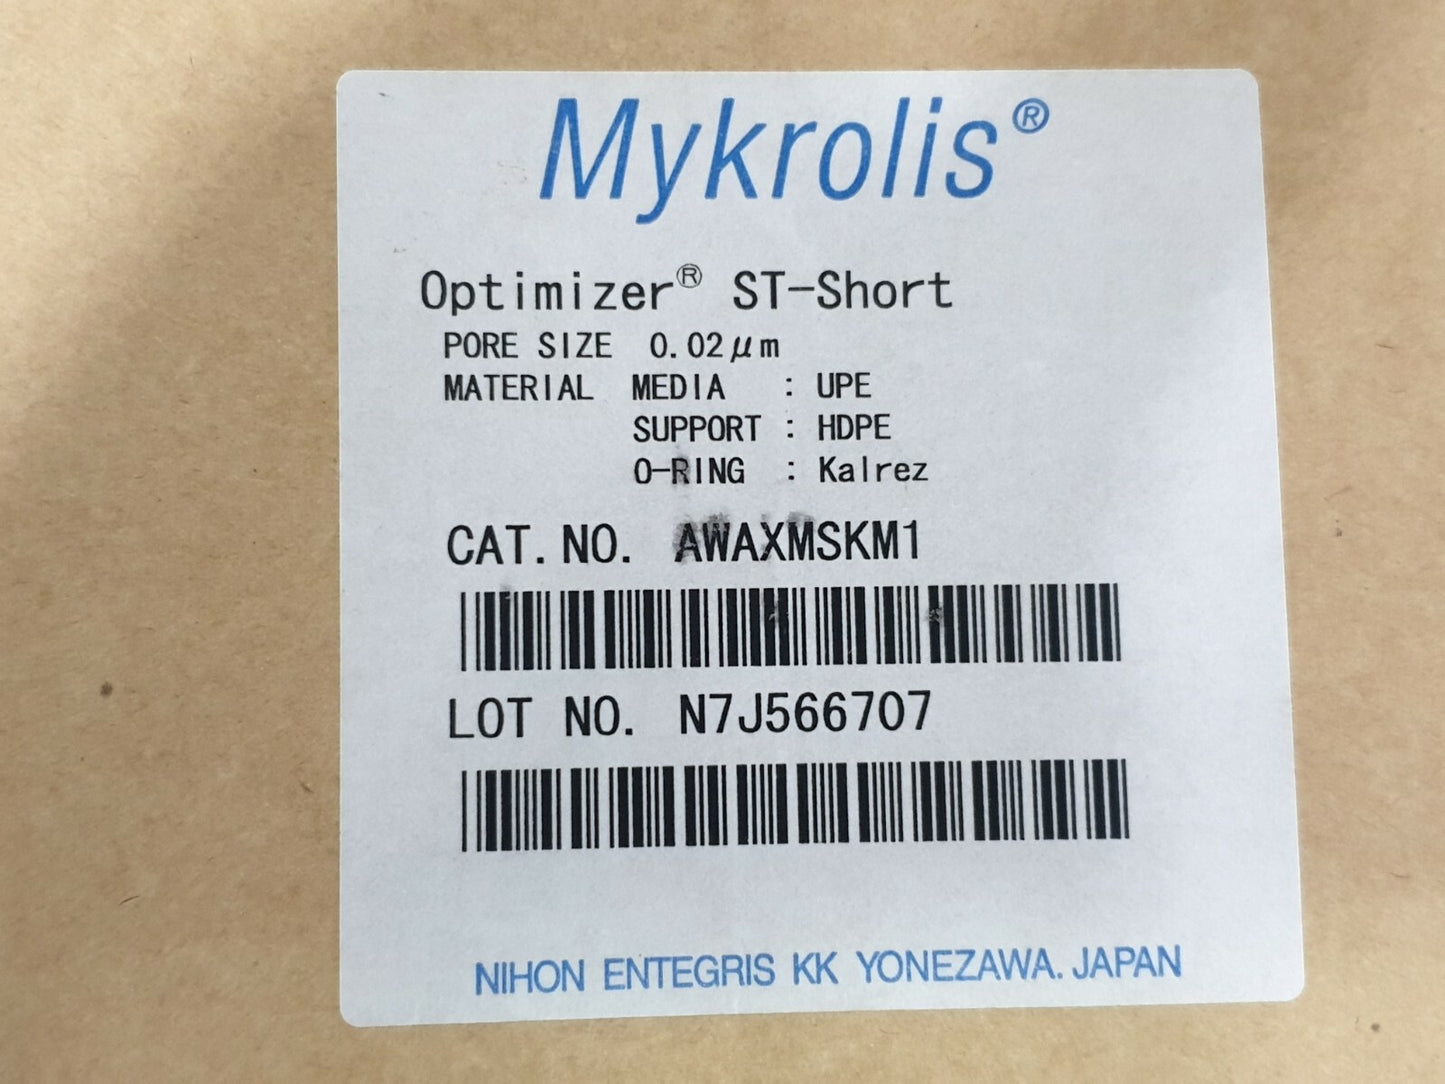 Mykrolis®
Optimizer® ST-Short
PORE SIZE 0.02μm
MATERIAL MEDIA : UPE
SUPPORT : HDPE
O-RING : Kalrez
CAT. NO. AWAXMSKM1
LOT NO. N7J566707
NIHON ENTEGRIS KK YONEZAWA. JAPAN